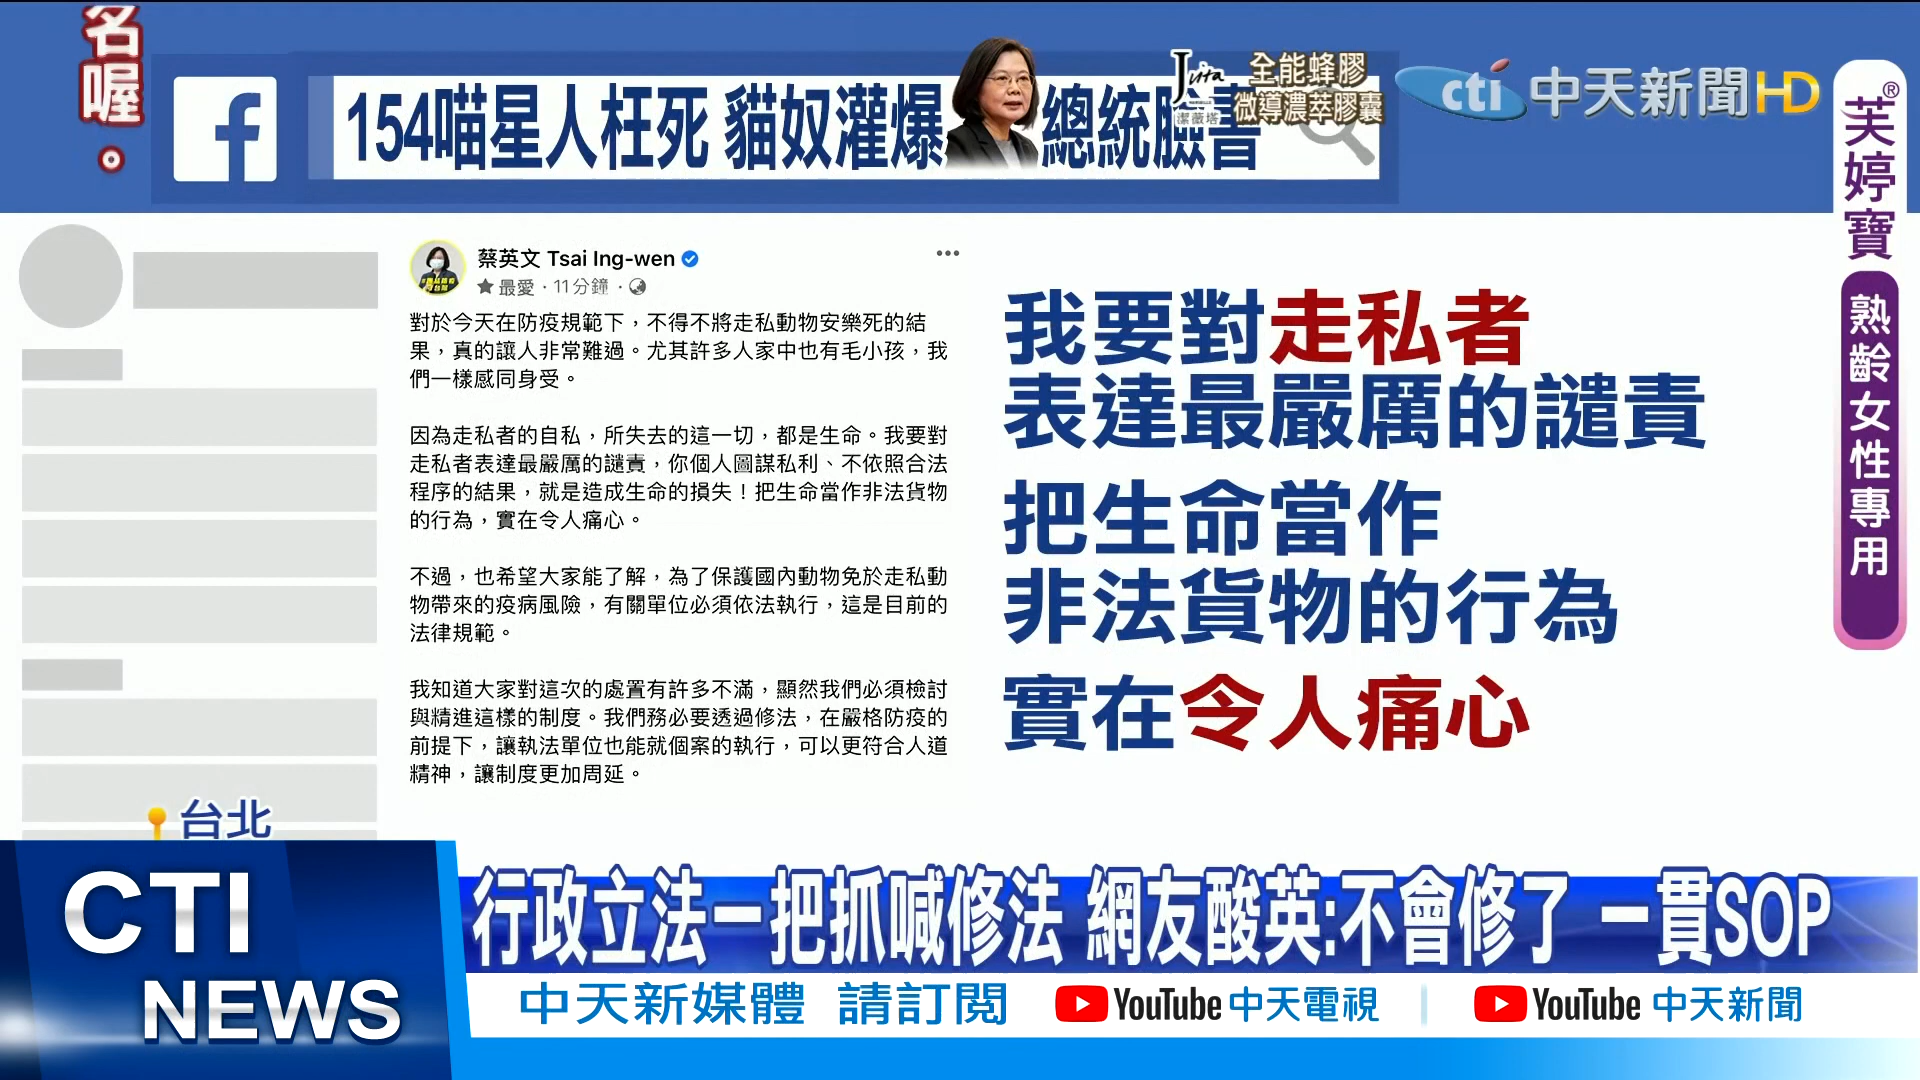 名喔。
154喵星人枉死 貓奴灌爆 總統臉書
Jvita
潔薇塔
全能蜂膠
微導濃萃膠囊
cti 中天新聞HD
芙婷寶®
熟齡女性專用
蔡英文 Tsai Ing-wen
最愛 · 11分鐘 ·
對於今天在防疫規範下，不得不將走私動物安樂死的結
果，真的讓人非常難過。尤其許多人家中也有毛小孩，我
們一樣感同身受。
因為走私者的自私，所失去的這一切，都是生命。我要對
走私者表達最嚴厲的譴責，你個人圖謀私利、不依照合法
程序的結果，就是造成生命的損失！把生命當作非法貨物
的行為，實在令人痛心。
不過，也希望大家能了解，為了保護國內動物免於走私動
物帶來的疫病風險，有關單位必須依法執行，這是目前的
法律規範。
我知道大家對這次的處置有許多不滿，顯然我們必須檢討
與精進這樣的制度。我們務必要透過修法，在嚴格防疫的
前提下，讓執法單位也能就個案的執行，可以更符合人道
精神，讓制度更加周延。
我要對走私者
表達最嚴厲的譴責
把生命當作
非法貨物的行為
實在令人痛心
台北
CTI
NEWS
行政立法一把抓喊修法 網友酸英:不會修了 一貫SOP
中天新媒體 請訂閱 YouTube 中天電視 | YouTube 中天新聞